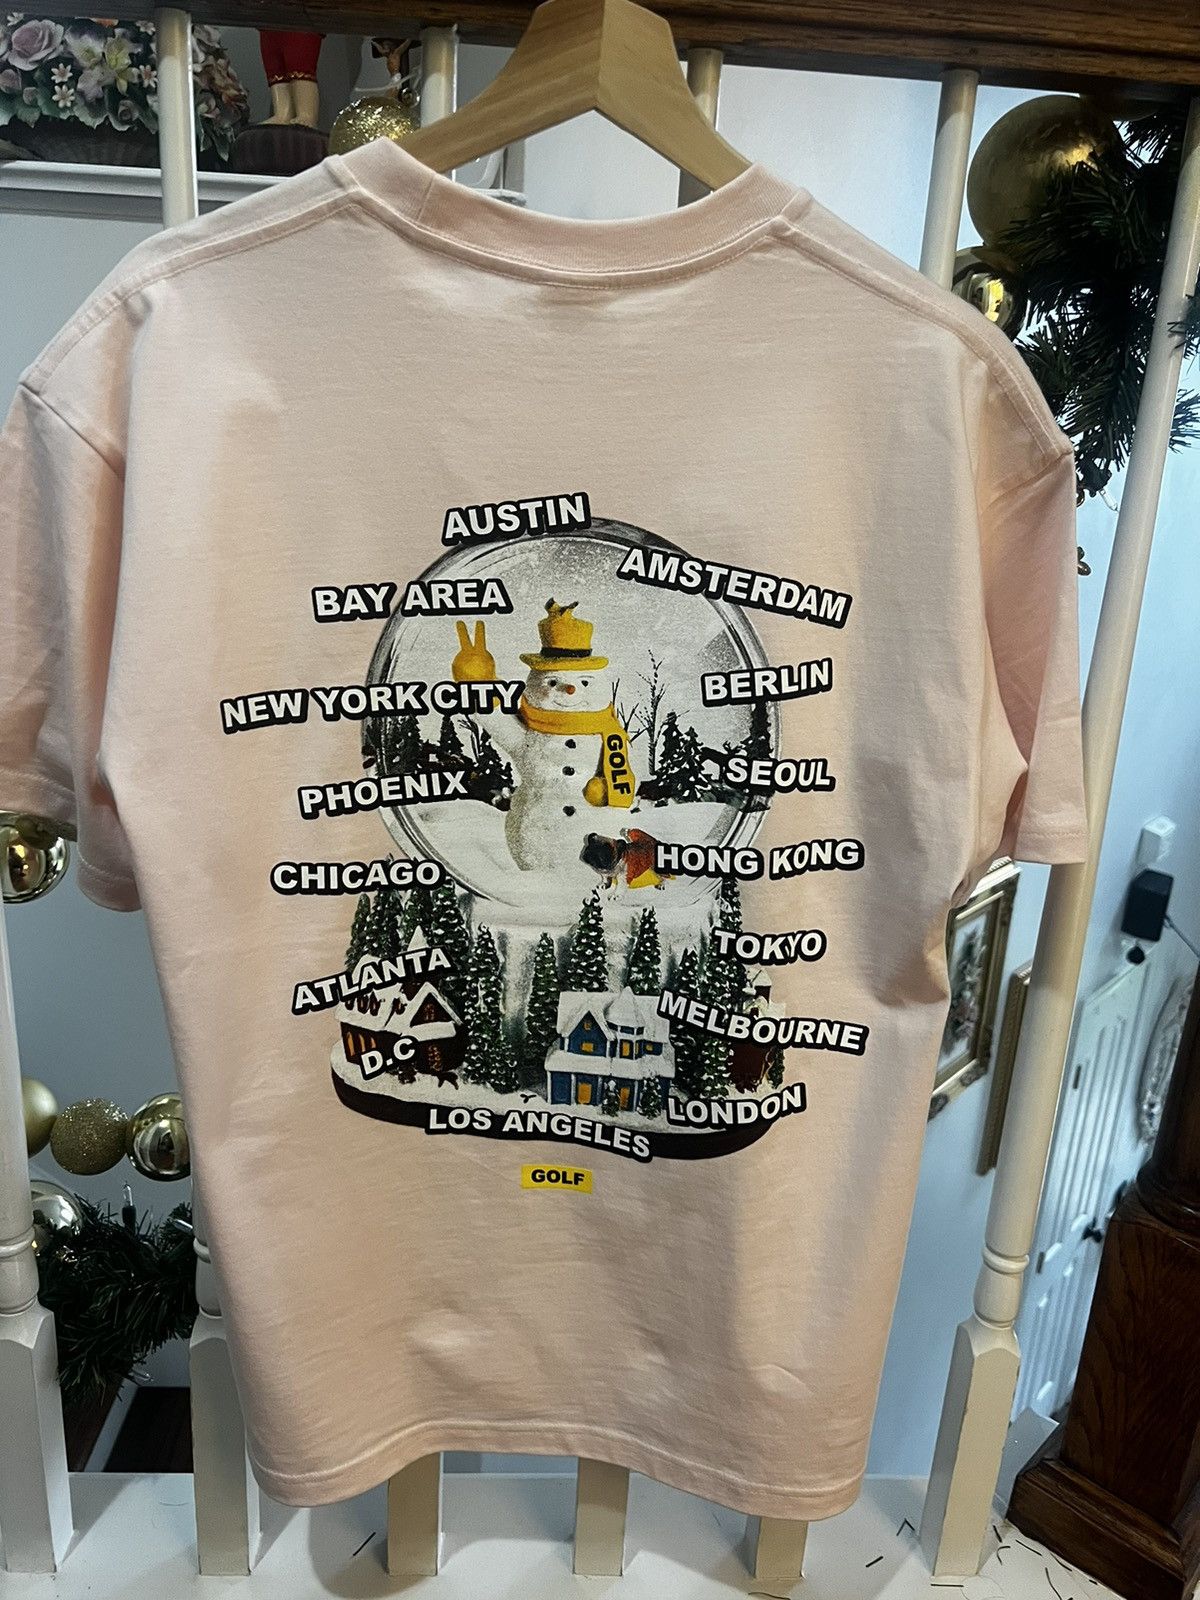 AUSTIN
AMSTERDAM
BAY AREA
BERLIN
NEW YORK CITY
GOLF
SEOUL
PHOENIX
HONG KONG
CHICAGO
TOKYO
ATLANTA
MELBOURNE
D.C
LONDON
LOS ANGELES
GOLF